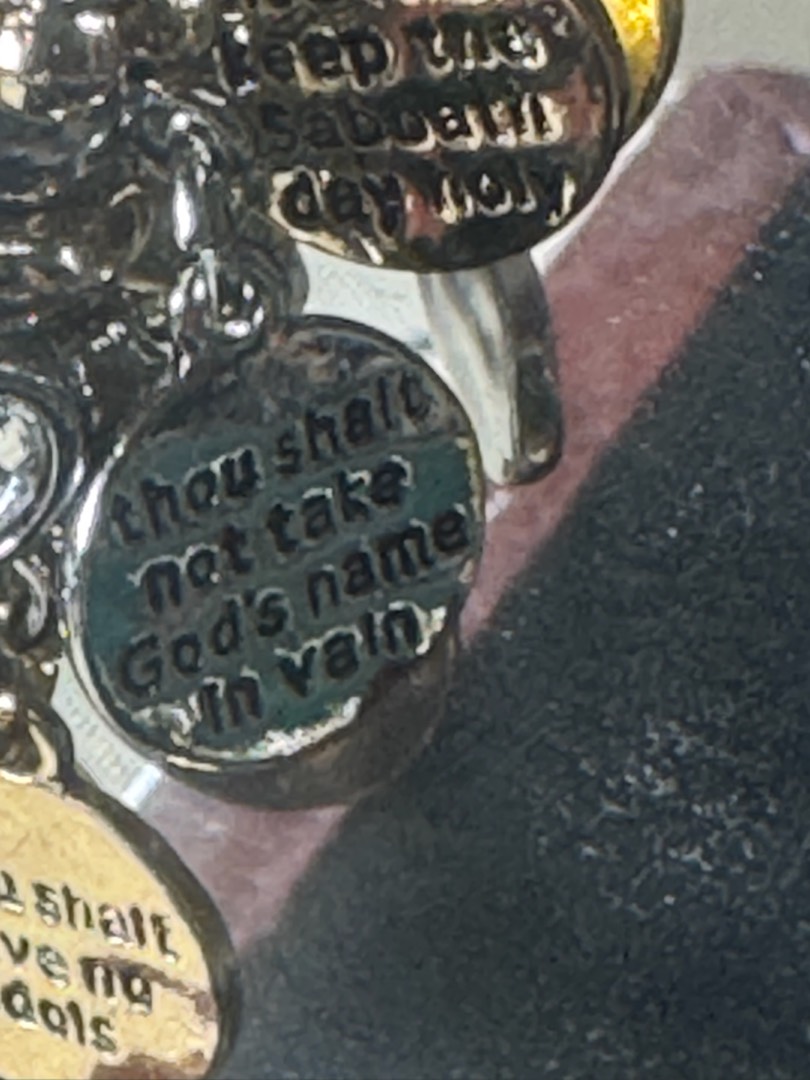 keep the
Sabbath
day holy
thou shalt
not take
God's name
in vain
shalt
ve no
dols